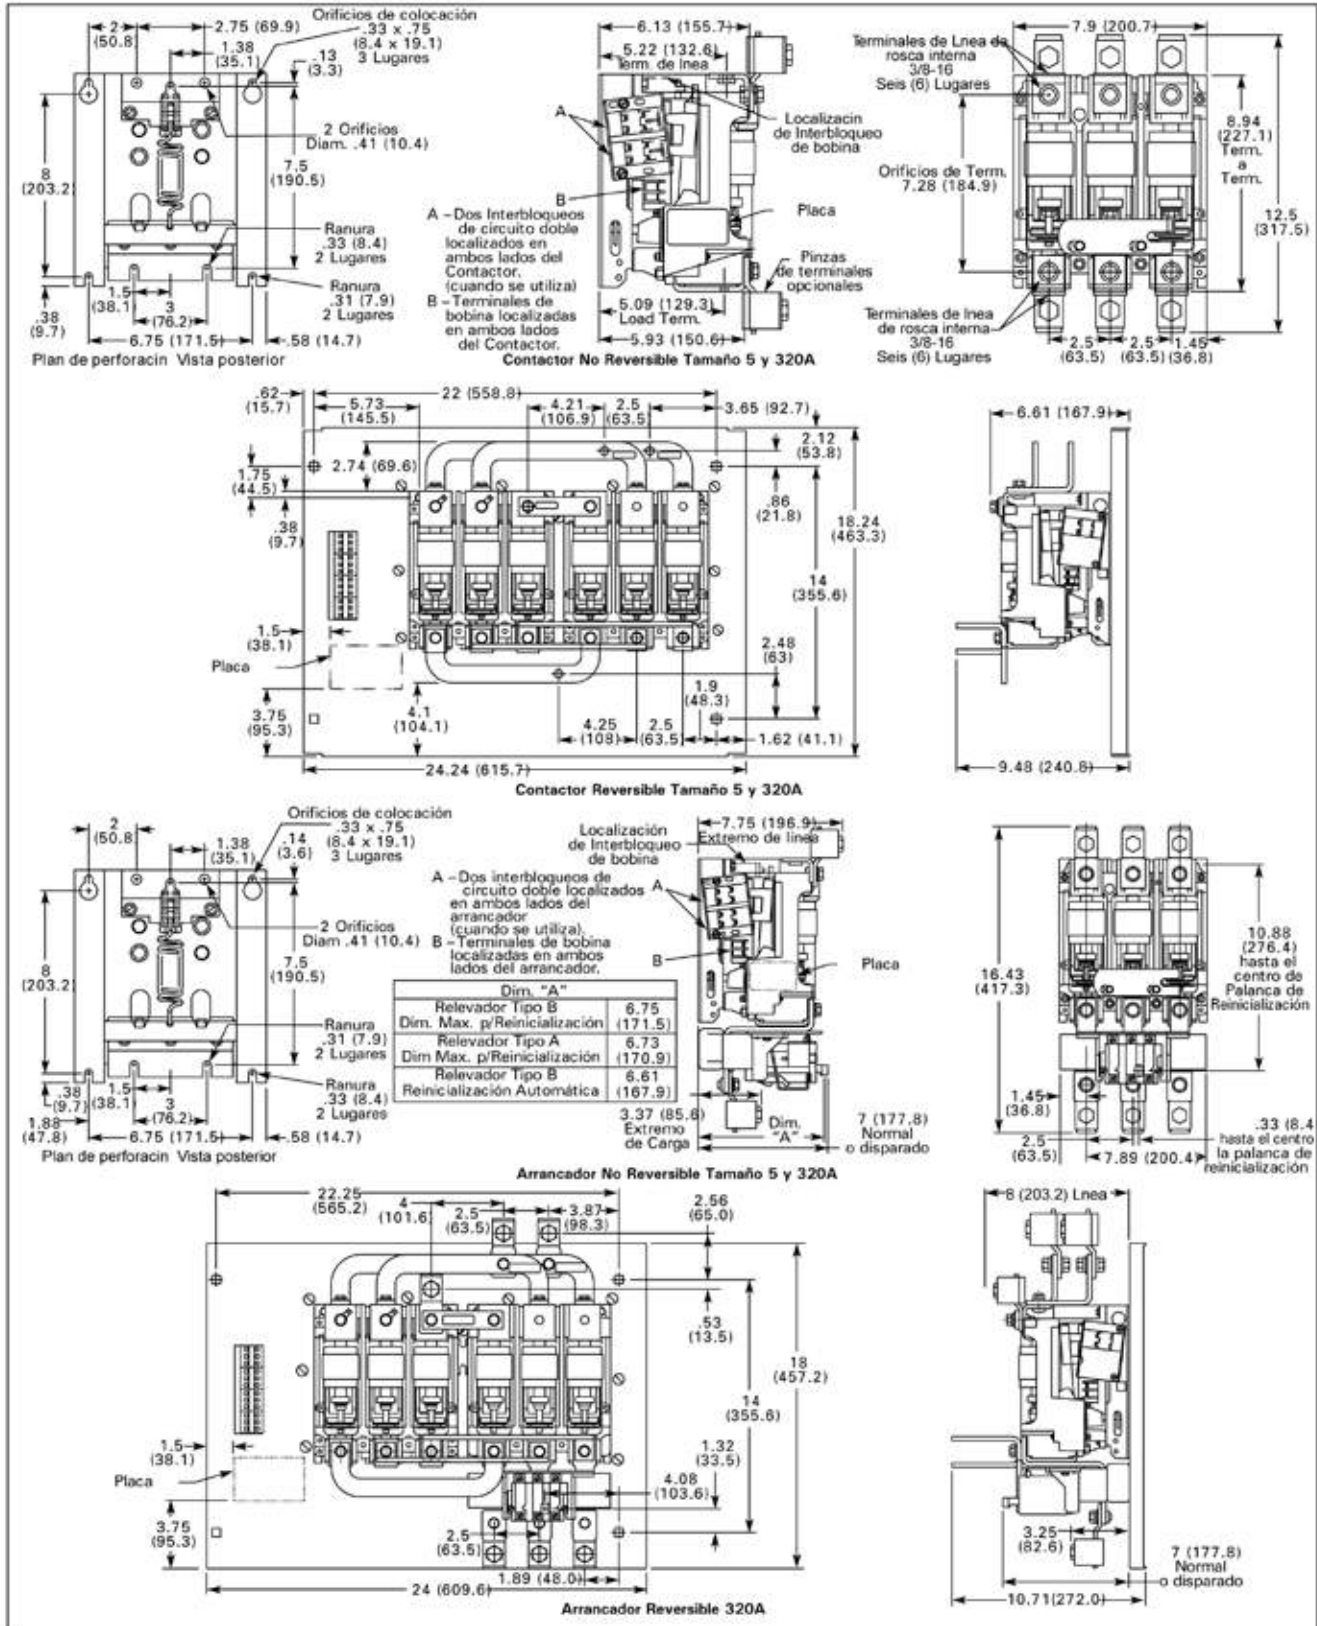 2
(50.8)
2.75 (69.9)
1.38
(35.1)
Orificios de colocación
.33 x .75
(8.4 x 19.1)
3 Lugares
.13
(3.3)
2 Orificios
Diam. .41 (10.4)
8
(203.2)
7.5
(190.5)
Ranura
.33 (8.4)
2 Lugares
Ranura
.31 (7.9)
2 Lugares
.38
(9.7)
1.5
(38.1)
3
(76.2)
6.75 (171.5)
.58 (14.7)
Plan de perforacin Vista posterior
6.13 (155.7)
5.22 (132.6)
Term. de lnea
A
Localizacin
de Interbloqueo
de bobina
B
Placa
A – Dos Interbloqueos
de circuito doble
localizados en
ambos lados del
Contactor.
(cuando se utiliza)
B – Terminales de
bobina localizadas
en ambos lados
del Contactor.
Pinzas
de terminales
opcionales
5.09 (129.3)
Load Term.
5.93 (150.6)
Contactor No Reversible Tamaño 5 y 320A
7.9 (200.7)
Terminales de Lnea de
rosca interna
3/8-16
Seis (6) Lugares
Orificios de Term.
7.28 (184.9)
8.94
(227.1)
Term.
a
Term.
12.5
(317.5)
Terminales de lnea
de rosca interna
3/8-16
Seis (6) Lugares
2.5
(63.5)
2.5
(63.5)
1.45
(36.8)
.62
(15.7)
22 (558.8)
5.73
(145.5)
4.21
(106.9)
2.5
(63.5)
3.65 (92.7)
2.12
(53.8)
1.75
(44.5)
2.74 (69.6)
.38
(9.7)
.86
(21.8)
18.24
(463.3)
14
(355.6)
1.5
(38.1)
Placa
2.48
(63)
3.75
(95.3)
4.1
(104.1)
4.25
(108)
2.5
(63.5)
1.9
(48.3)
1.62 (41.1)
24.24 (615.7)
6.61 (167.9)
9.48 (240.8)
Contactor Reversible Tamaño 5 y 320A
2
(50.8
1.38
(35.1)
Orificios de colocación
.33 x .75
(8.4 x 19.1)
3 Lugares
.14
(3.6)
2 Orificios
Diam .41 (10.4)
8
(203.2)
7.5
(190.5)
Ranura
.31 (7.9)
2 Lugares
Ranura
.33 (8.4)
2 Lugares
.38
(9.7)
1.88
(47.8)
1.5
(38.1)
3
(76.2)
6.75 (171.5)
.58 (14.7)
Plan de perforacin Vista posterior
A – Dos interbloqueos de
circuito doble localizados
en ambos lados del
arrancador
(cuando se utiliza).
B – Terminales de bobina
localizadas en ambos
lados del arrancador.
Dim. "A"
Relevador Tipo B
Dim. Max. p/Reinicialización
6.75
(171.5)
Relevador Tipo A
Dim Max. p/Reinicialización
6.73
(170.9)
Relevador Tipo B
Reinicialización Automática
6.61
(167.9)
7.75 (196.9)
Extremo de linea
Localización
de Interbloqueo
de bobina
A
B
Placa
3.37 (85.6)
Extremo
de Carga
Dim.
"A"
7 (177.8)
Normal
o disparado
Arrancador No Reversible Tamaño 5 y 320A
16.43
(417.3)
10.88
(276.4)
hasta el
centro de
Palanca de
Reinicialización
1.45
(36.8)
2.5
(63.5)
7.89 (200.4)
.33 (8.4
hasta el centro
la palanca de
reinicialización
22.25
(565.2)
4
(101.6)
2.5
(63.5)
3.87
(98.3)
2.56
(65.0)
.53
(13.5)
18
(457.2)
14
(355.6)
1.5
(38.1)
Placa
3.75
(95.3)
1.32
(33.5)
4.08
(103.6)
2.5
(63.5)
1.89 (48.0)
24 (609.6)
8 (203.2) Lnea
3.25
(82.6)
7 (177.8)
Normal
o disparado
10.71(272.0)
Arrancador Reversible 320A